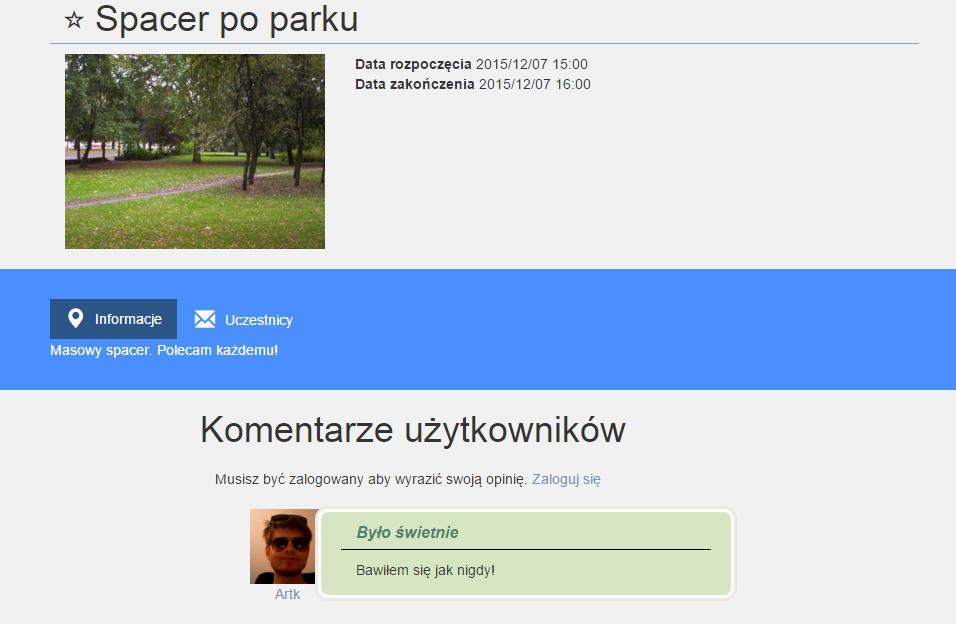 Spacer po parku
Data rozpoczęcia 2015/12/07 15:00
Data zakończenia 2015/12/07 16:00
Informacje
Uczestnicy
Masowy spacer. Polecam każdemu!
Komentarze użytkowników
Musisz być zalogowany aby wyrazić swoją opinię. Zaloguj się
Było świetnie
Bawiłem się jak nigdy!
Artk